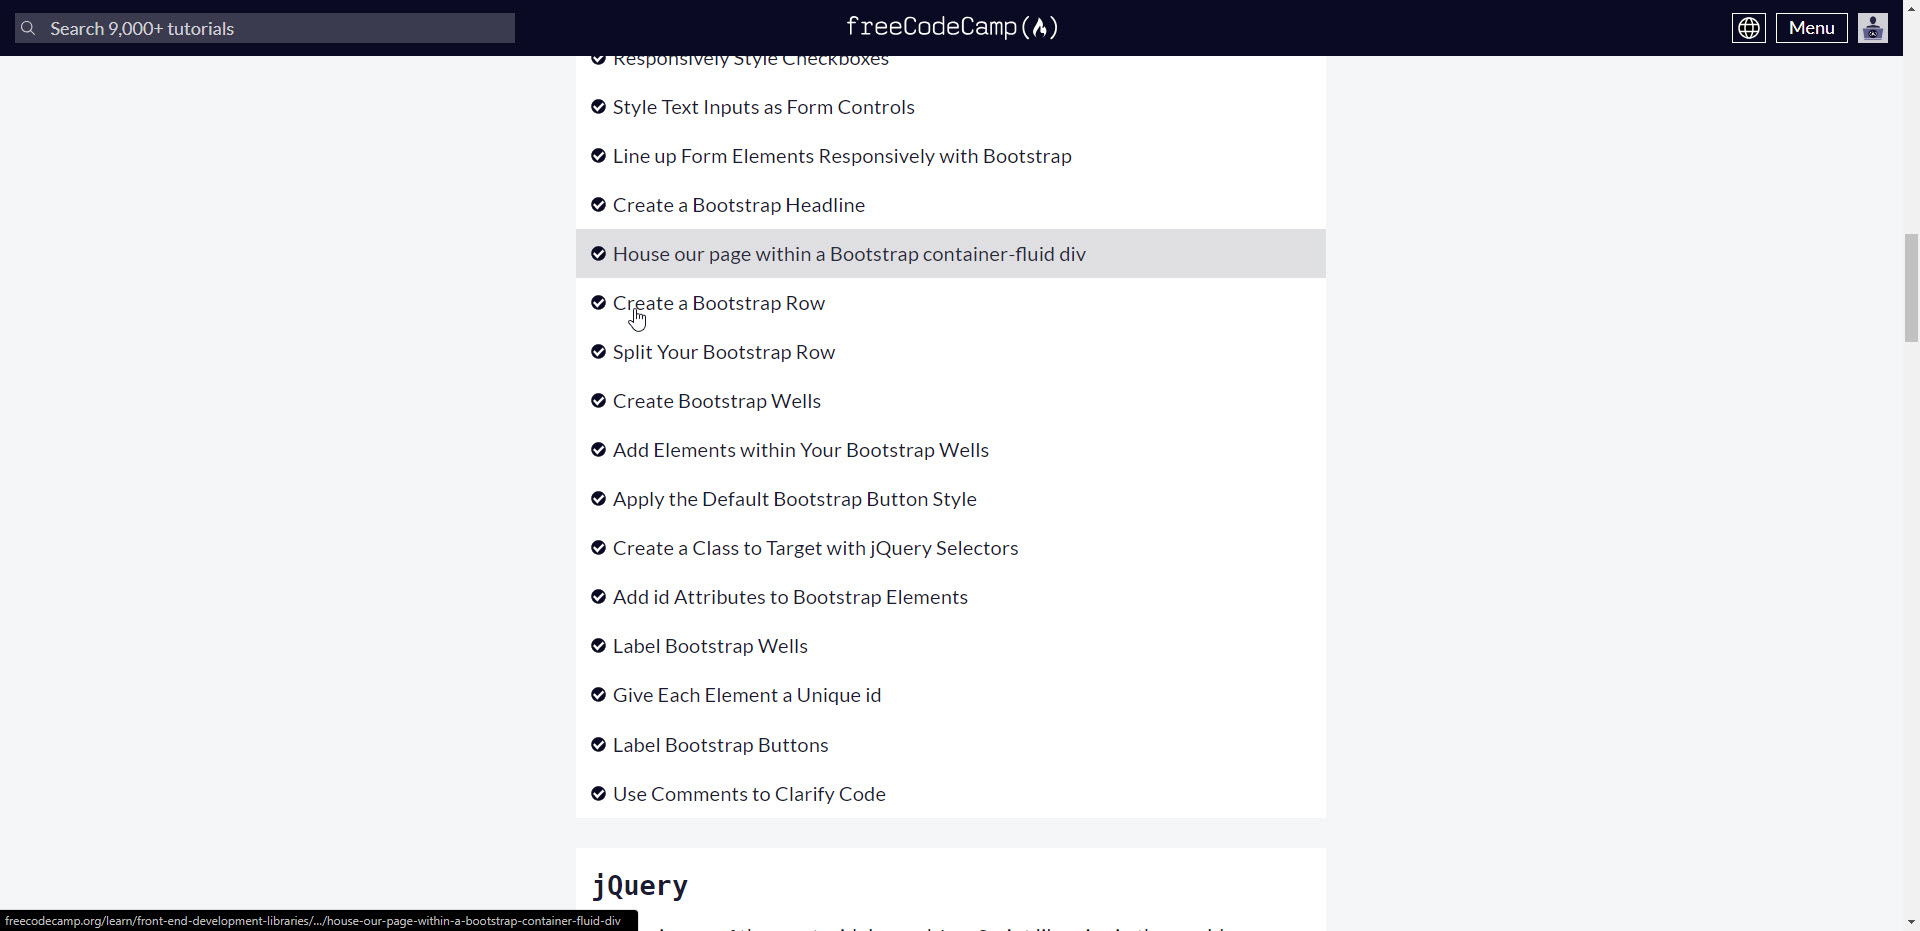 Search 9,000+ tutorials
freeCodeCamp
Menu
Responsively Style Checkboxes
Style Text Inputs as Form Controls
Line up Form Elements Responsively with Bootstrap
Create a Bootstrap Headline
House our page within a Bootstrap container-fluid div
Create a Bootstrap Row
Split Your Bootstrap Row
Create Bootstrap Wells
Add Elements within Your Bootstrap Wells
Apply the Default Bootstrap Button Style
Create a Class to Target with jQuery Selectors
Add id Attributes to Bootstrap Elements
Label Bootstrap Wells
Give Each Element a Unique id
Label Bootstrap Buttons
Use Comments to Clarify Code
jQuery
freecodecamp.org/learn/front-end-development-libraries/.../house-our-page-within-a-bootstrap-container-fluid-div